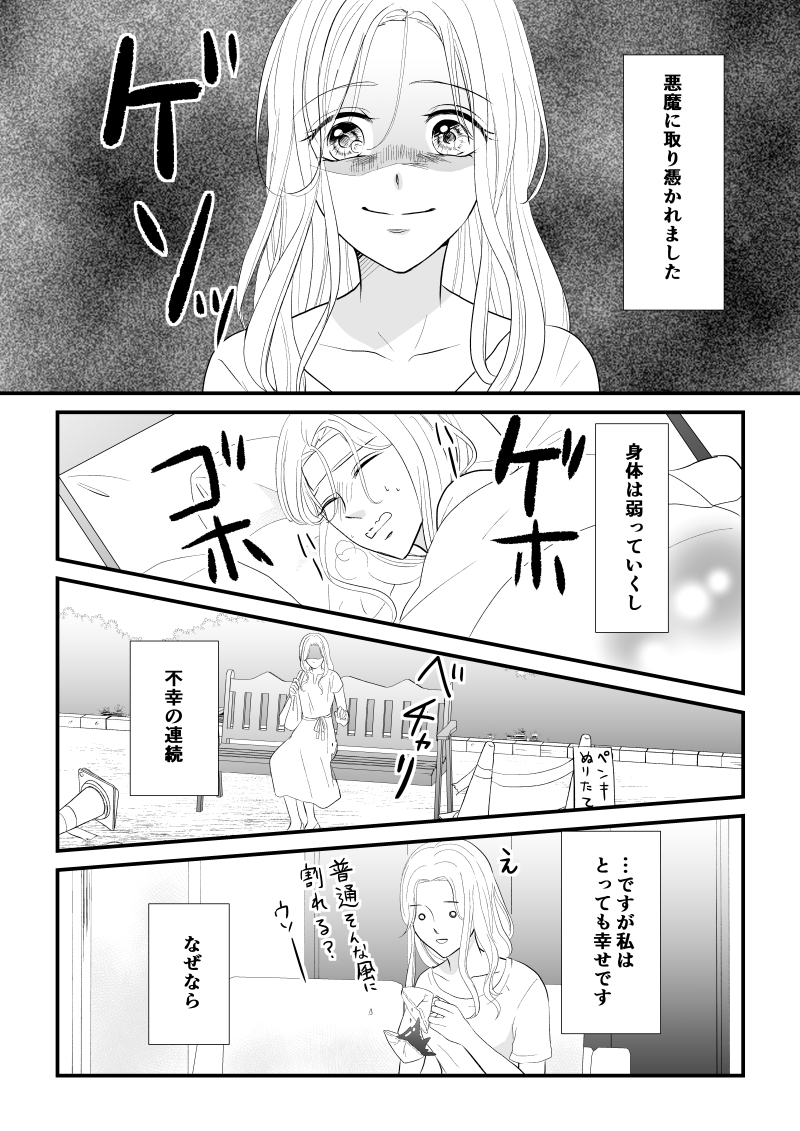 悪魔に取り憑かれました
ゲソッ
身体は弱っていくし
ゲホ
ゴホ
ペンキ
ぬりたて
ベチャリ
不幸の連続
…ですが私は
とっても幸せです
え
普通そんな風に
割れる?
ウソー
なぜなら